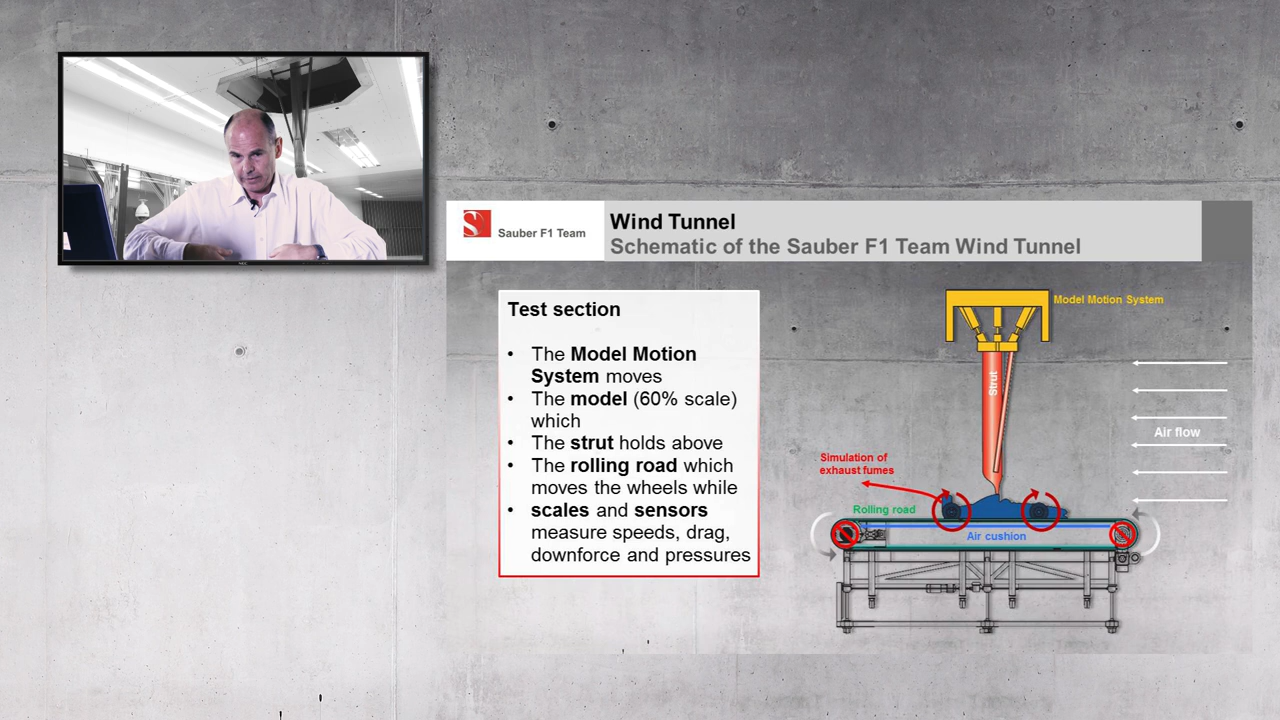 Sauber F1 Team
Wind Tunnel
Schematic of the Sauber F1 Team Wind Tunnel
Test section
• The Model Motion
System moves
• The model (60% scale)
which
• The strut holds above
• The rolling road which
moves the wheels while
• scales and sensors
measure speeds, drag,
downforce and pressures
Model Motion System
Strut
Air flow
Simulation of
exhaust fumes
Rolling road
Air cushion
NEC